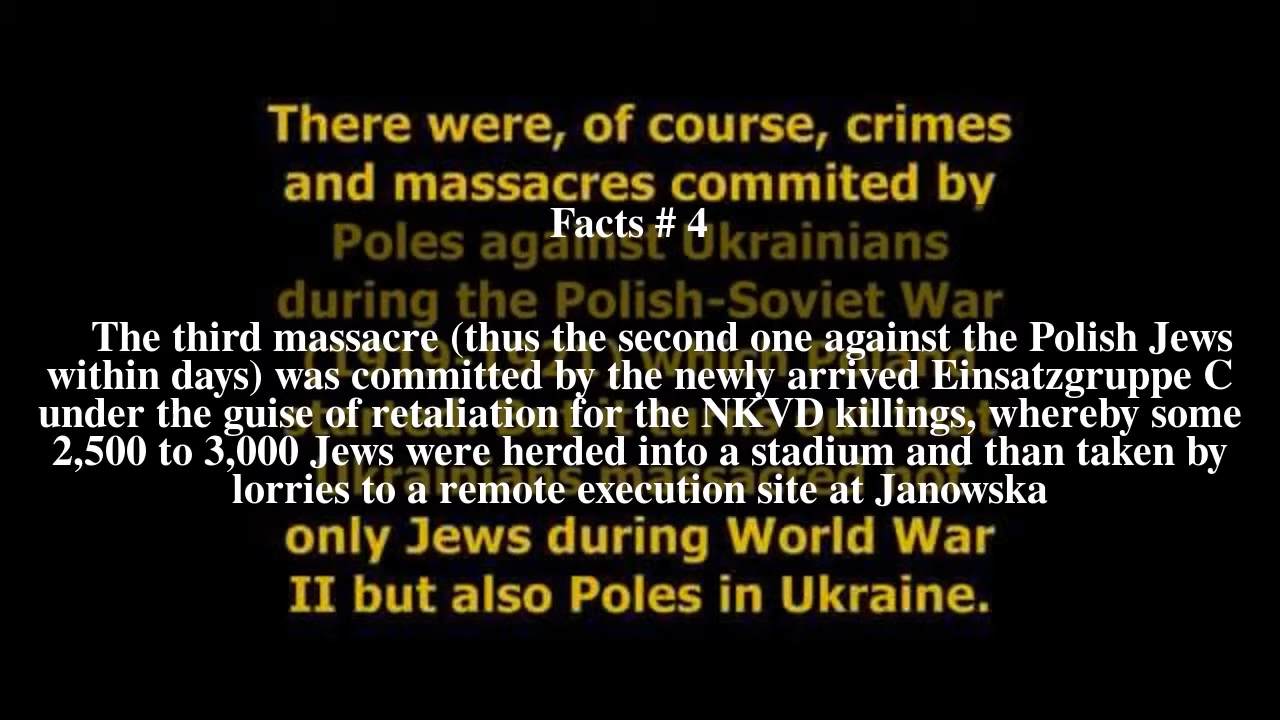 There were, of course, crimes
and massacres commited by
Facts # 4
Poles against Ukrainians
during the Polish-Soviet War
The third massacre (thus the second one against the Polish Jews
within days) was committed by the newly arrived Einsatzgruppe C
under the guise of retaliation for the NKVD killings, whereby some
2,500 to 3,000 Jews were herded into a stadium and than taken by
lorries to a remote execution site at Janowska
only Jews during World War
II but also Poles in Ukraine.